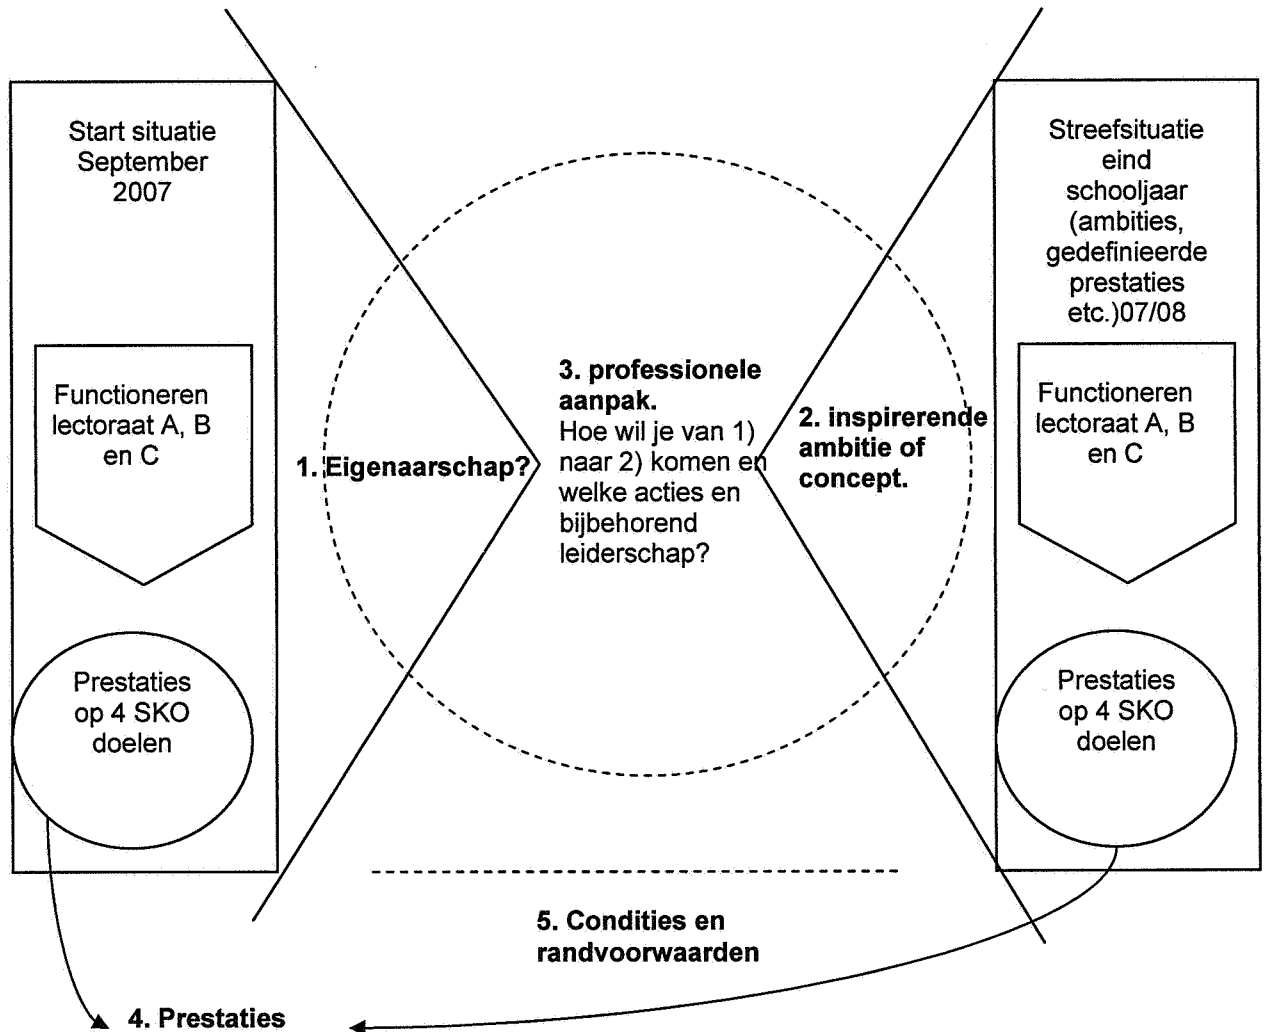 Start situatie
September
2007
Functioneren
lectoraat A, B
en C
Prestaties
op 4 SKO
doelen
1. Eigenaarschap?
3. professionele
aanpak.
Hoe wil je van 1)
naar 2) komen en
welke acties en
bijbehorend
leiderschap?
2. inspirerende
ambitie of
concept.
Streefsituatie
eind
schooljaar
(ambities,
gedefinieerde
prestaties
etc.)07/08
Functioneren
lectoraat A, B
en C
Prestaties
op 4 SKO
doelen
5. Condities en
randvoorwaarden
4. Prestaties